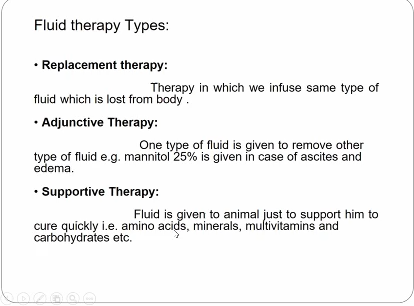 Fluid therapy Types:
• Replacement therapy:
Therapy in which we infuse same type of
fluid which is lost from body .
• Adjunctive Therapy:
One type of fluid is given to remove other
type of fluid e.g. mannitol 25% is given in case of ascites and
edema.
• Supportive Therapy:
Fluid is given to animal just to support him to
cure quickly i.e. amino acids, minerals, multivitamins and
carbohydrates etc.